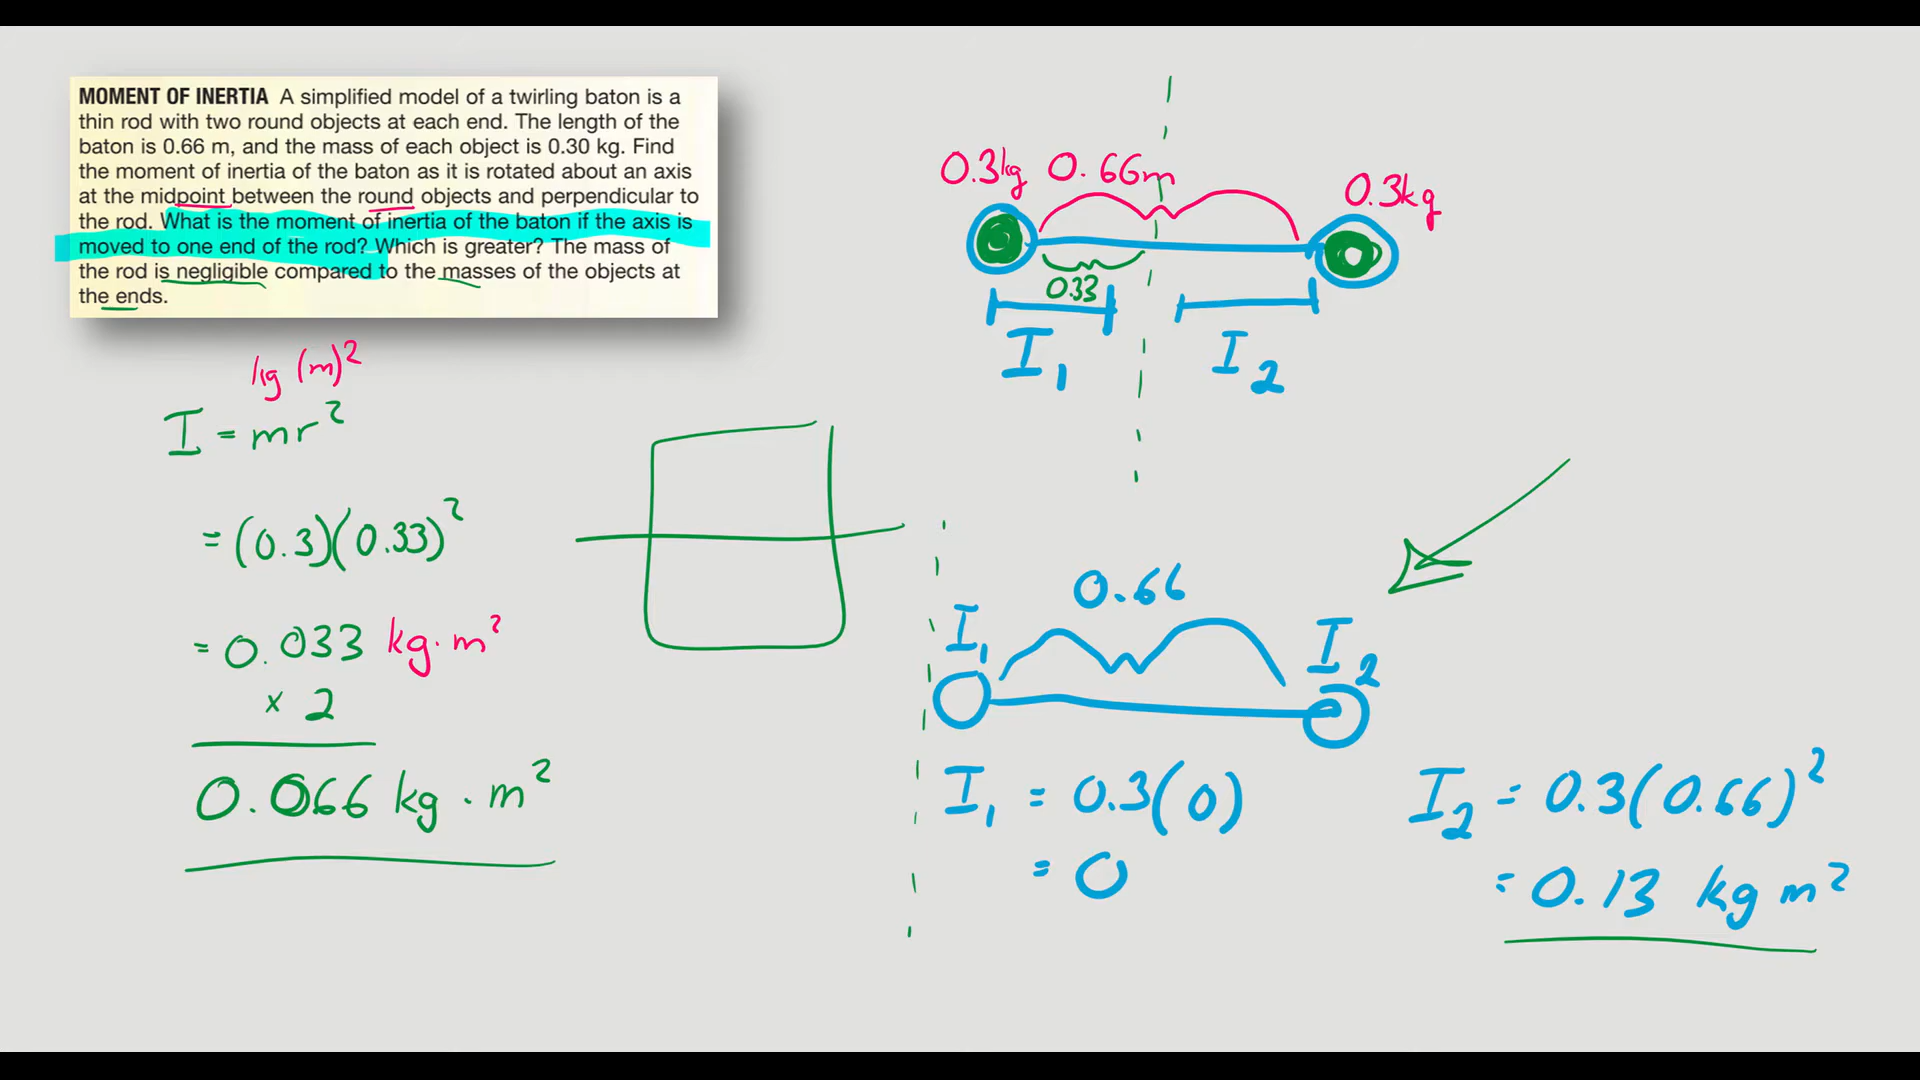 MOMENT OF INERTIA A simplified model of a twirling baton is a
thin rod with two round objects at each end. The length of the
baton is 0.66 m, and the mass of each object is 0.30 kg. Find
the moment of inertia of the baton as it is rotated about an axis
at the midpoint between the round objects and perpendicular to
the rod. What is the moment of inertia of the baton if the axis is
moved to one end of the rod? Which is greater? The mass of
the rod is negligible compared to the masses of the objects at
the ends.
kg (m)²
I = mr²
= (0.3)(0.33)²
= 0.033 kg·m²
× 2
0.066 kg · m²
0.3kg 0.66m 0.3kg
0.33
I₁ I₂
0.66
I₁ I₂
I₁ = 0.3(0)
= 0
I₂ = 0.3(0.66)²
= 0.13 kg m²